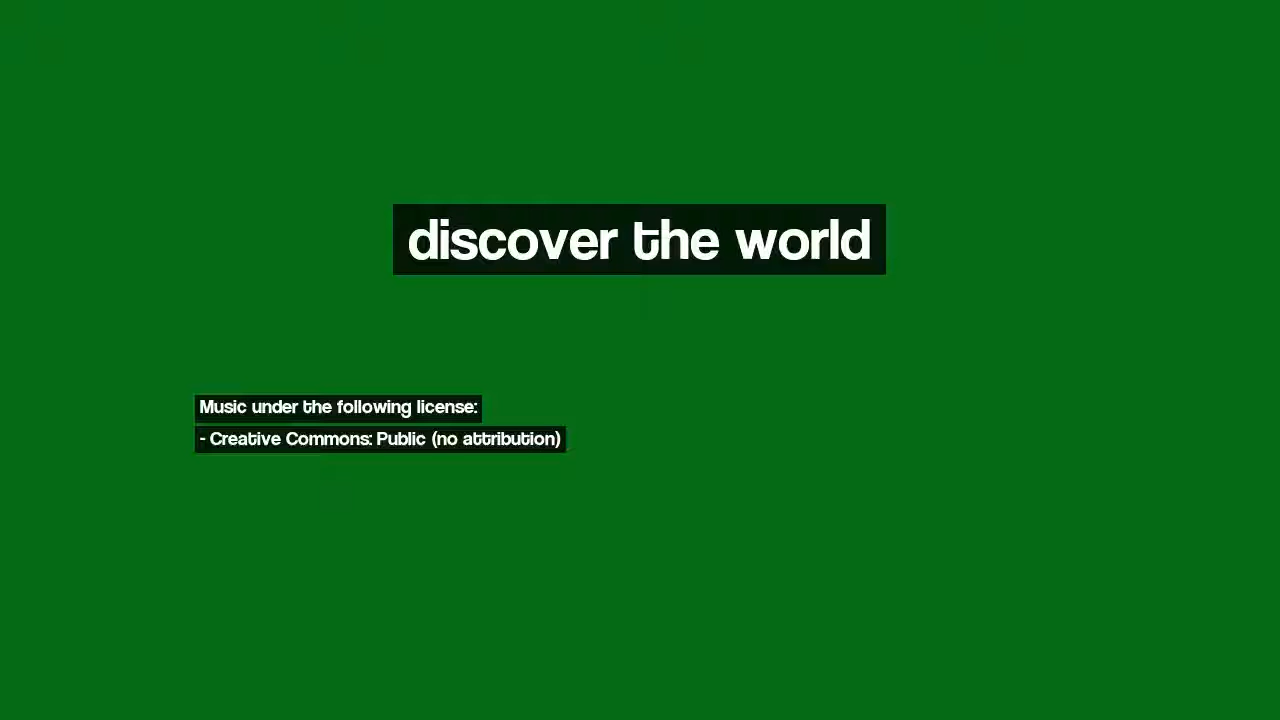 discover the world
Music under the following license:
- Creative Commons: Public (no attribution)